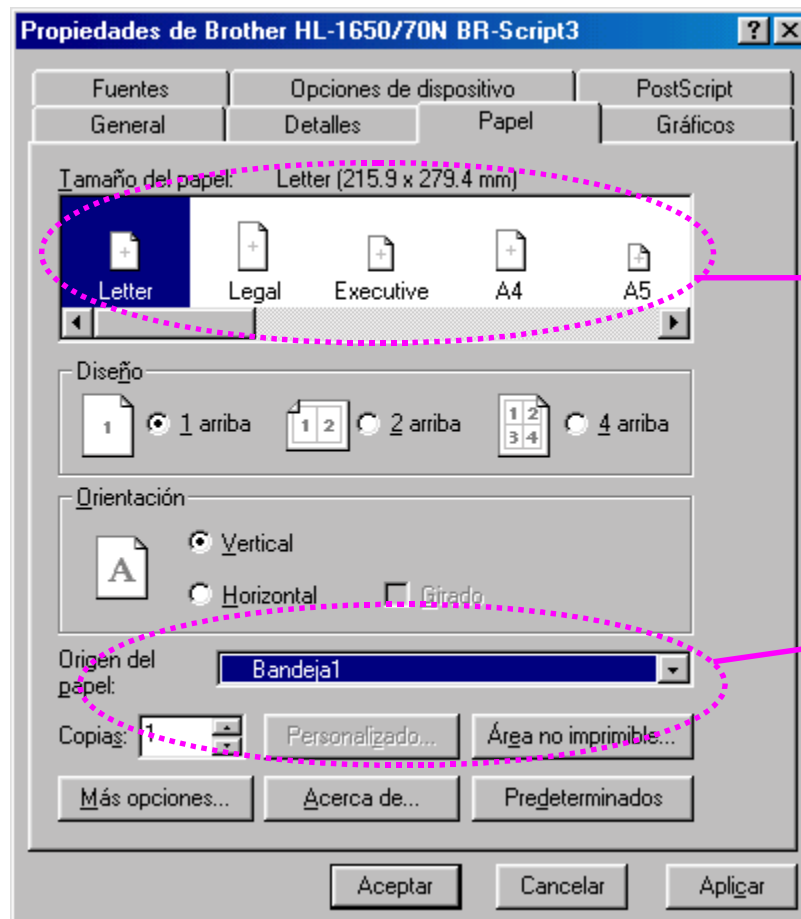 Propiedades de Brother HL-1650/70N BR-Script3
Fuentes Opciones de dispositivo PostScript
General Detalles Papel Gráficos
Tamaño del papel: Letter (215.9 x 279.4 mm)
Letter Legal Executive A4 A5
Diseño
1 1 arriba 1 2 2 arriba 1 2 3 4 4 arriba
Orientación
A
Vertical
Horizontal Girado
Origen del papel: Bandeja1
Copias: 1 Personalizado... Área no imprimible...
Más opciones... Acerca de... Predeterminados
Aceptar Cancelar Aplicar